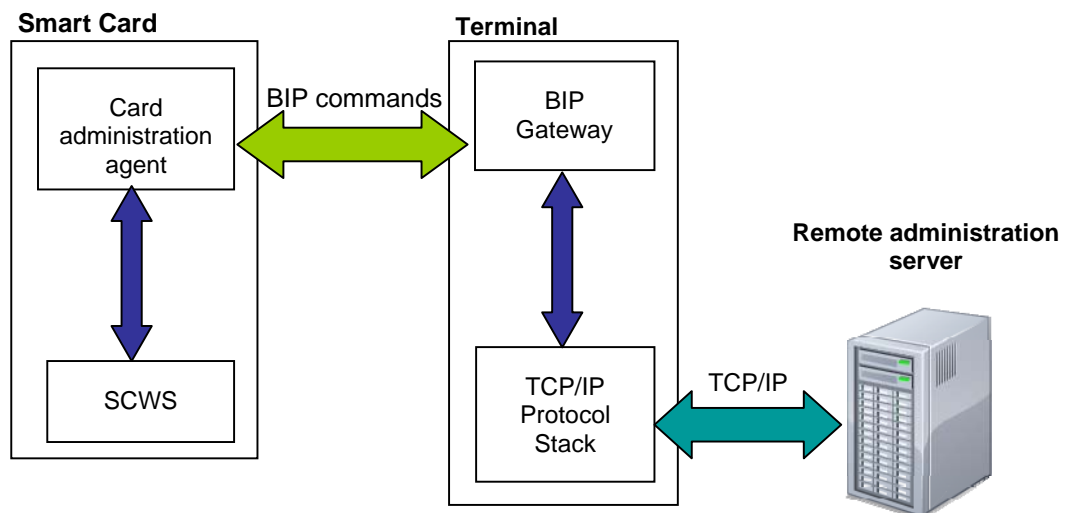 Smart Card
Terminal
Card
administration
agent
BIP commands
BIP
Gateway
Remote administration
server
SCWS
TCP/IP
Protocol
Stack
TCP/IP